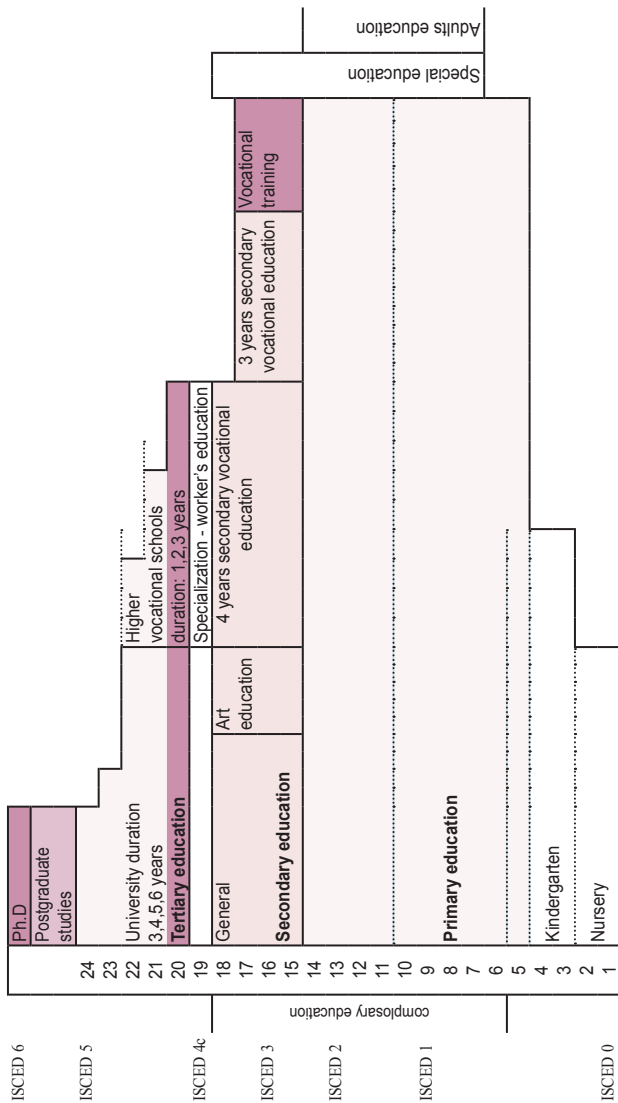 ISCED 6
ISCED 5
ISCED 4c
ISCED 3
ISCED 2
ISCED 1
ISCED 0
complosary education
24
23
22
21
20
19
18
17
16
15
14
13
12
11
10
9
8
7
6
5
4
3
2
1
Ph.D
Postgraduate
studies
University duration
3,4,5,6 years
Tertiary education
General
Secondary education
Primary education
Kindergarten
Nursery
Art
education
Higher
vocational schools
duration: 1,2,3 years
Specialization - worker's education
4 years secondary vocational
education
3 years secondary
vocational education
Vocational
training
Special education
Adults education